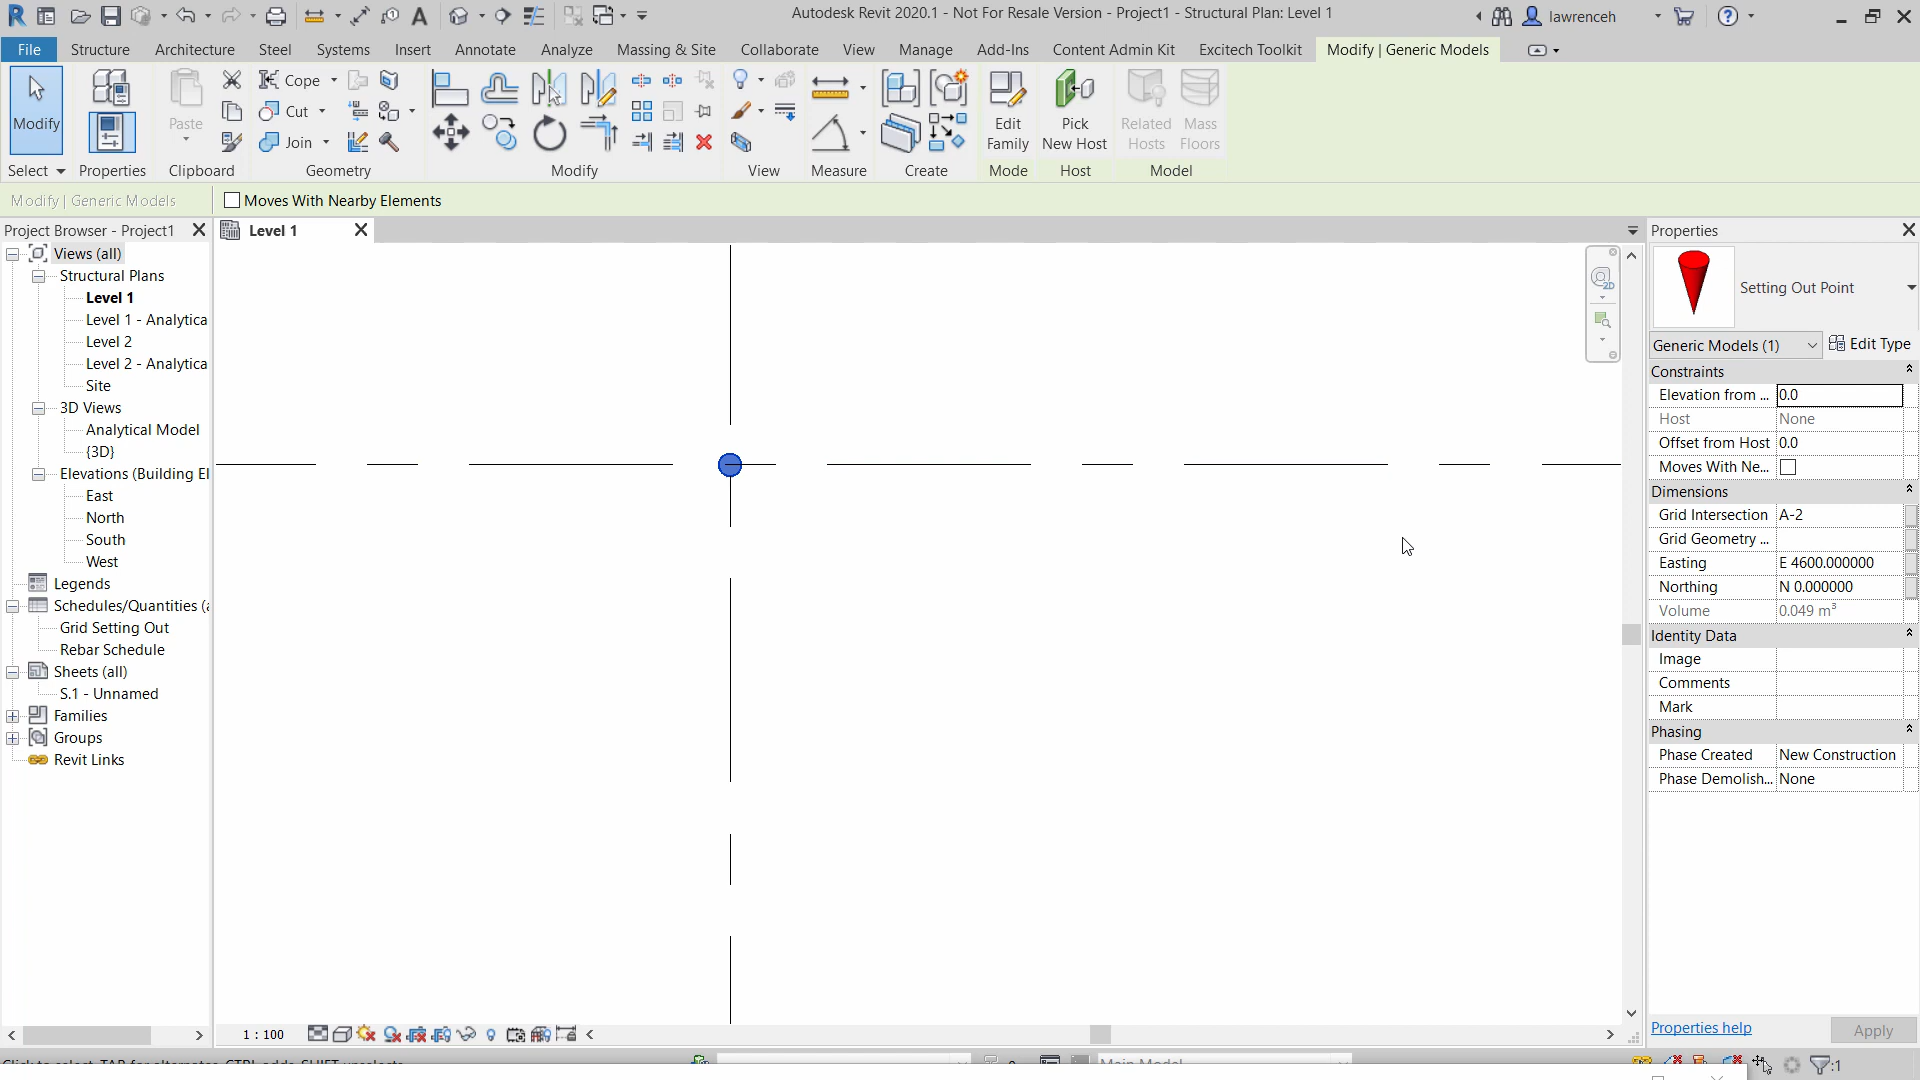 Autodesk Revit 2020.1 - Not For Resale Version - Project1 - Structural Plan: Level 1
lawrenceh
File Structure Architecture Steel Systems Insert Annotate Analyze Massing & Site Collaborate View Manage Add-Ins Content Admin Kit Excitech Toolkit Modify | Generic Models
Modify
Paste
Cope
Cut
Join
Edit Family
Pick New Host
Related Hosts
Mass Floors
Select Properties Clipboard Geometry Modify View Measure Create Mode Host Model
Modify | Generic Models Moves With Nearby Elements
Project Browser - Project1
Views (all)
Structural Plans
Level 1
Level 1 - Analytica
Level 2
Level 2 - Analytica
Site
3D Views
Analytical Model
{3D}
Elevations (Building El
East
North
South
West
Legends
Schedules/Quantities (a
Grid Setting Out
Rebar Schedule
Sheets (all)
S.1 - Unnamed
Families
Groups
Revit Links
Level 1
2D
Properties
Setting Out Point
Generic Models (1) Edit Type
Constraints
Elevation from ... 0.0
Host None
Offset from Host 0.0
Moves With Ne...
Dimensions
Grid Intersection A-2
Grid Geometry ...
Easting E 4600.000000
Northing N 0.000000
Volume 0.049 m³
Identity Data
Image
Comments
Mark
Phasing
Phase Created New Construction
Phase Demolish... None
Properties help Apply
1 : 100
Main Model
:1